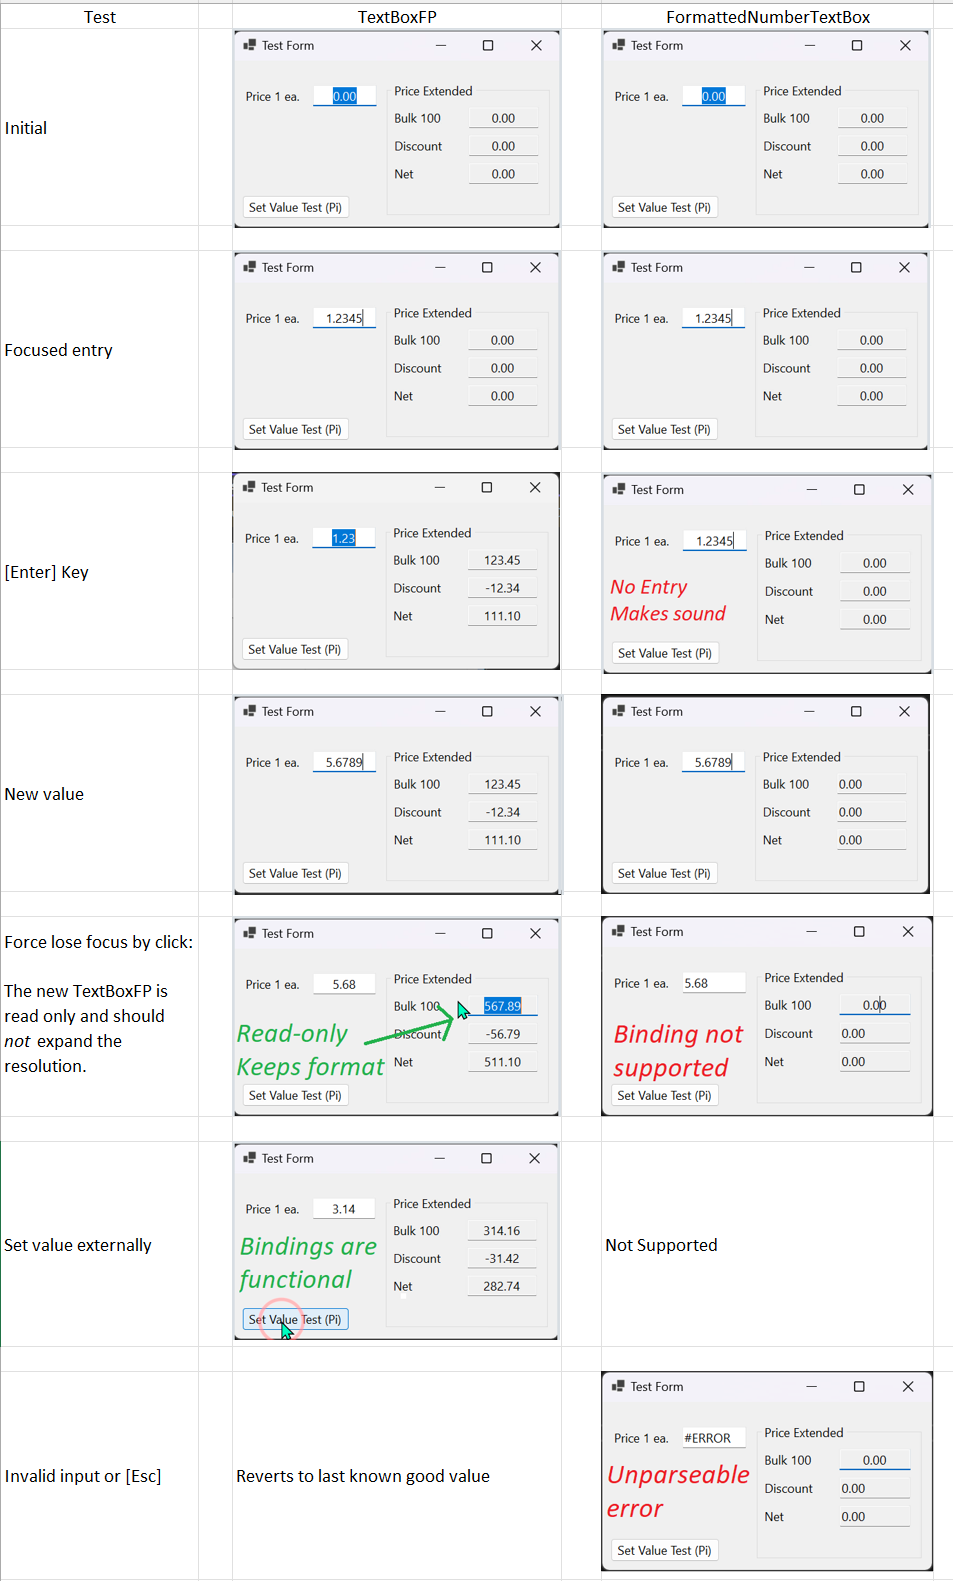 Test TextBoxFP FormattedNumberTextBox
Initial
Test Form
Price 1 ea. 0.00
Price Extended
Bulk 100 0.00
Discount 0.00
Net 0.00
Set Value Test (Pi)
Test Form
Price 1 ea. 0.00
Price Extended
Bulk 100 0.00
Discount 0.00
Net 0.00
Set Value Test (Pi)
Focused entry
Test Form
Price 1 ea. 1.2345
Price Extended
Bulk 100 0.00
Discount 0.00
Net 0.00
Set Value Test (Pi)
Test Form
Price 1 ea. 1.2345
Price Extended
Bulk 100 0.00
Discount 0.00
Net 0.00
Set Value Test (Pi)
[Enter] Key
Test Form
Price 1 ea. 1.23
Price Extended
Bulk 100 123.45
Discount -12.34
Net 111.10
Set Value Test (Pi)
Test Form
Price 1 ea. 1.2345
Price Extended
Bulk 100 0.00
Discount 0.00
Net 0.00
No Entry
Makes sound
Set Value Test (Pi)
New value
Test Form
Price 1 ea. 5.6789
Price Extended
Bulk 100 123.45
Discount -12.34
Net 111.10
Set Value Test (Pi)
Test Form
Price 1 ea. 5.6789
Price Extended
Bulk 100 0.00
Discount 0.00
Net 0.00
Set Value Test (Pi)
Force lose focus by click:
The new TextBoxFP is
read only and should
not expand the
resolution.
Test Form
Price 1 ea. 5.68
Price Extended
Bulk 100 567.89
Discount -56.79
Net 511.10
Read-only
Keeps format
Set Value Test (Pi)
Test Form
Price 1 ea. 5.68
Price Extended
Bulk 100 0.00
Discount 0.00
Net 0.00
Binding not
supported
Set Value Test (Pi)
Set value externally
Test Form
Price 1 ea. 3.14
Price Extended
Bulk 100 314.16
Discount -31.42
Net 282.74
Bindings are
functional
Set Value Test (Pi)
Not Supported
Invalid input or [Esc]
Reverts to last known good value
Test Form
Price 1 ea. #ERROR
Price Extended
Bulk 100 0.00
Discount 0.00
Net 0.00
Unparseable
error
Set Value Test (Pi)